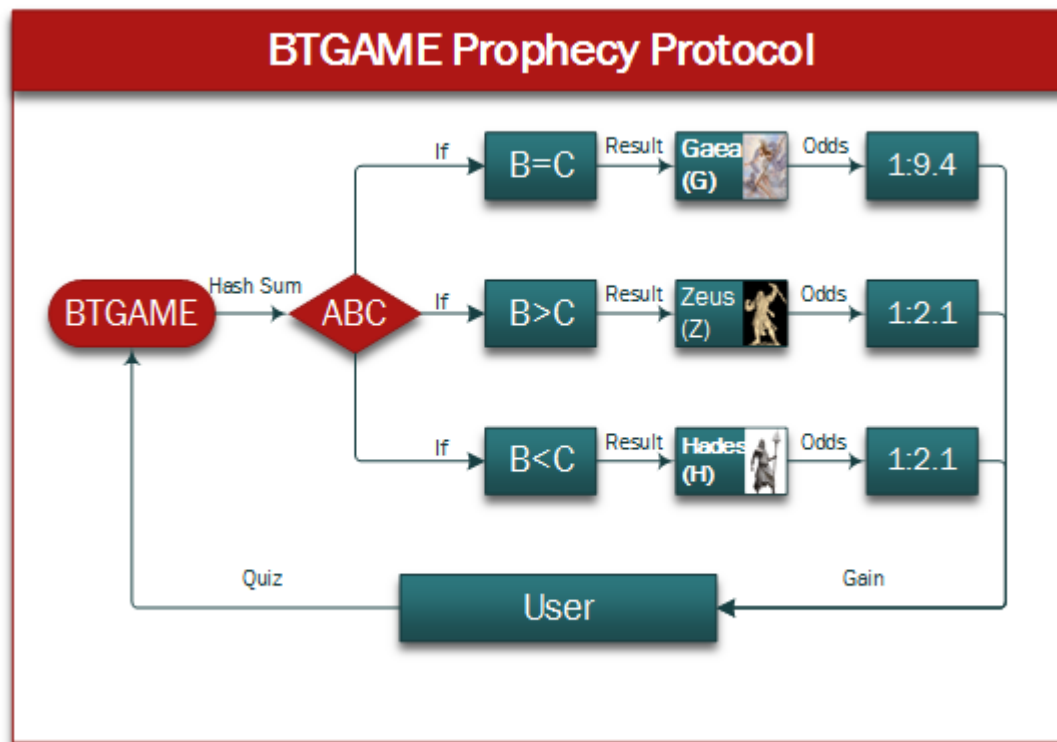 BTGAME Prophecy Protocol
If
B=C
Result
Gaea
(G)
Odds
1:9.4
BTGAME
Hash Sum
ABC
If
B>C
Result
Zeus
(Z)
Odds
1:2.1
If
B<C
Result
Hades
(H)
Odds
1:2.1
Quiz
User
Gain